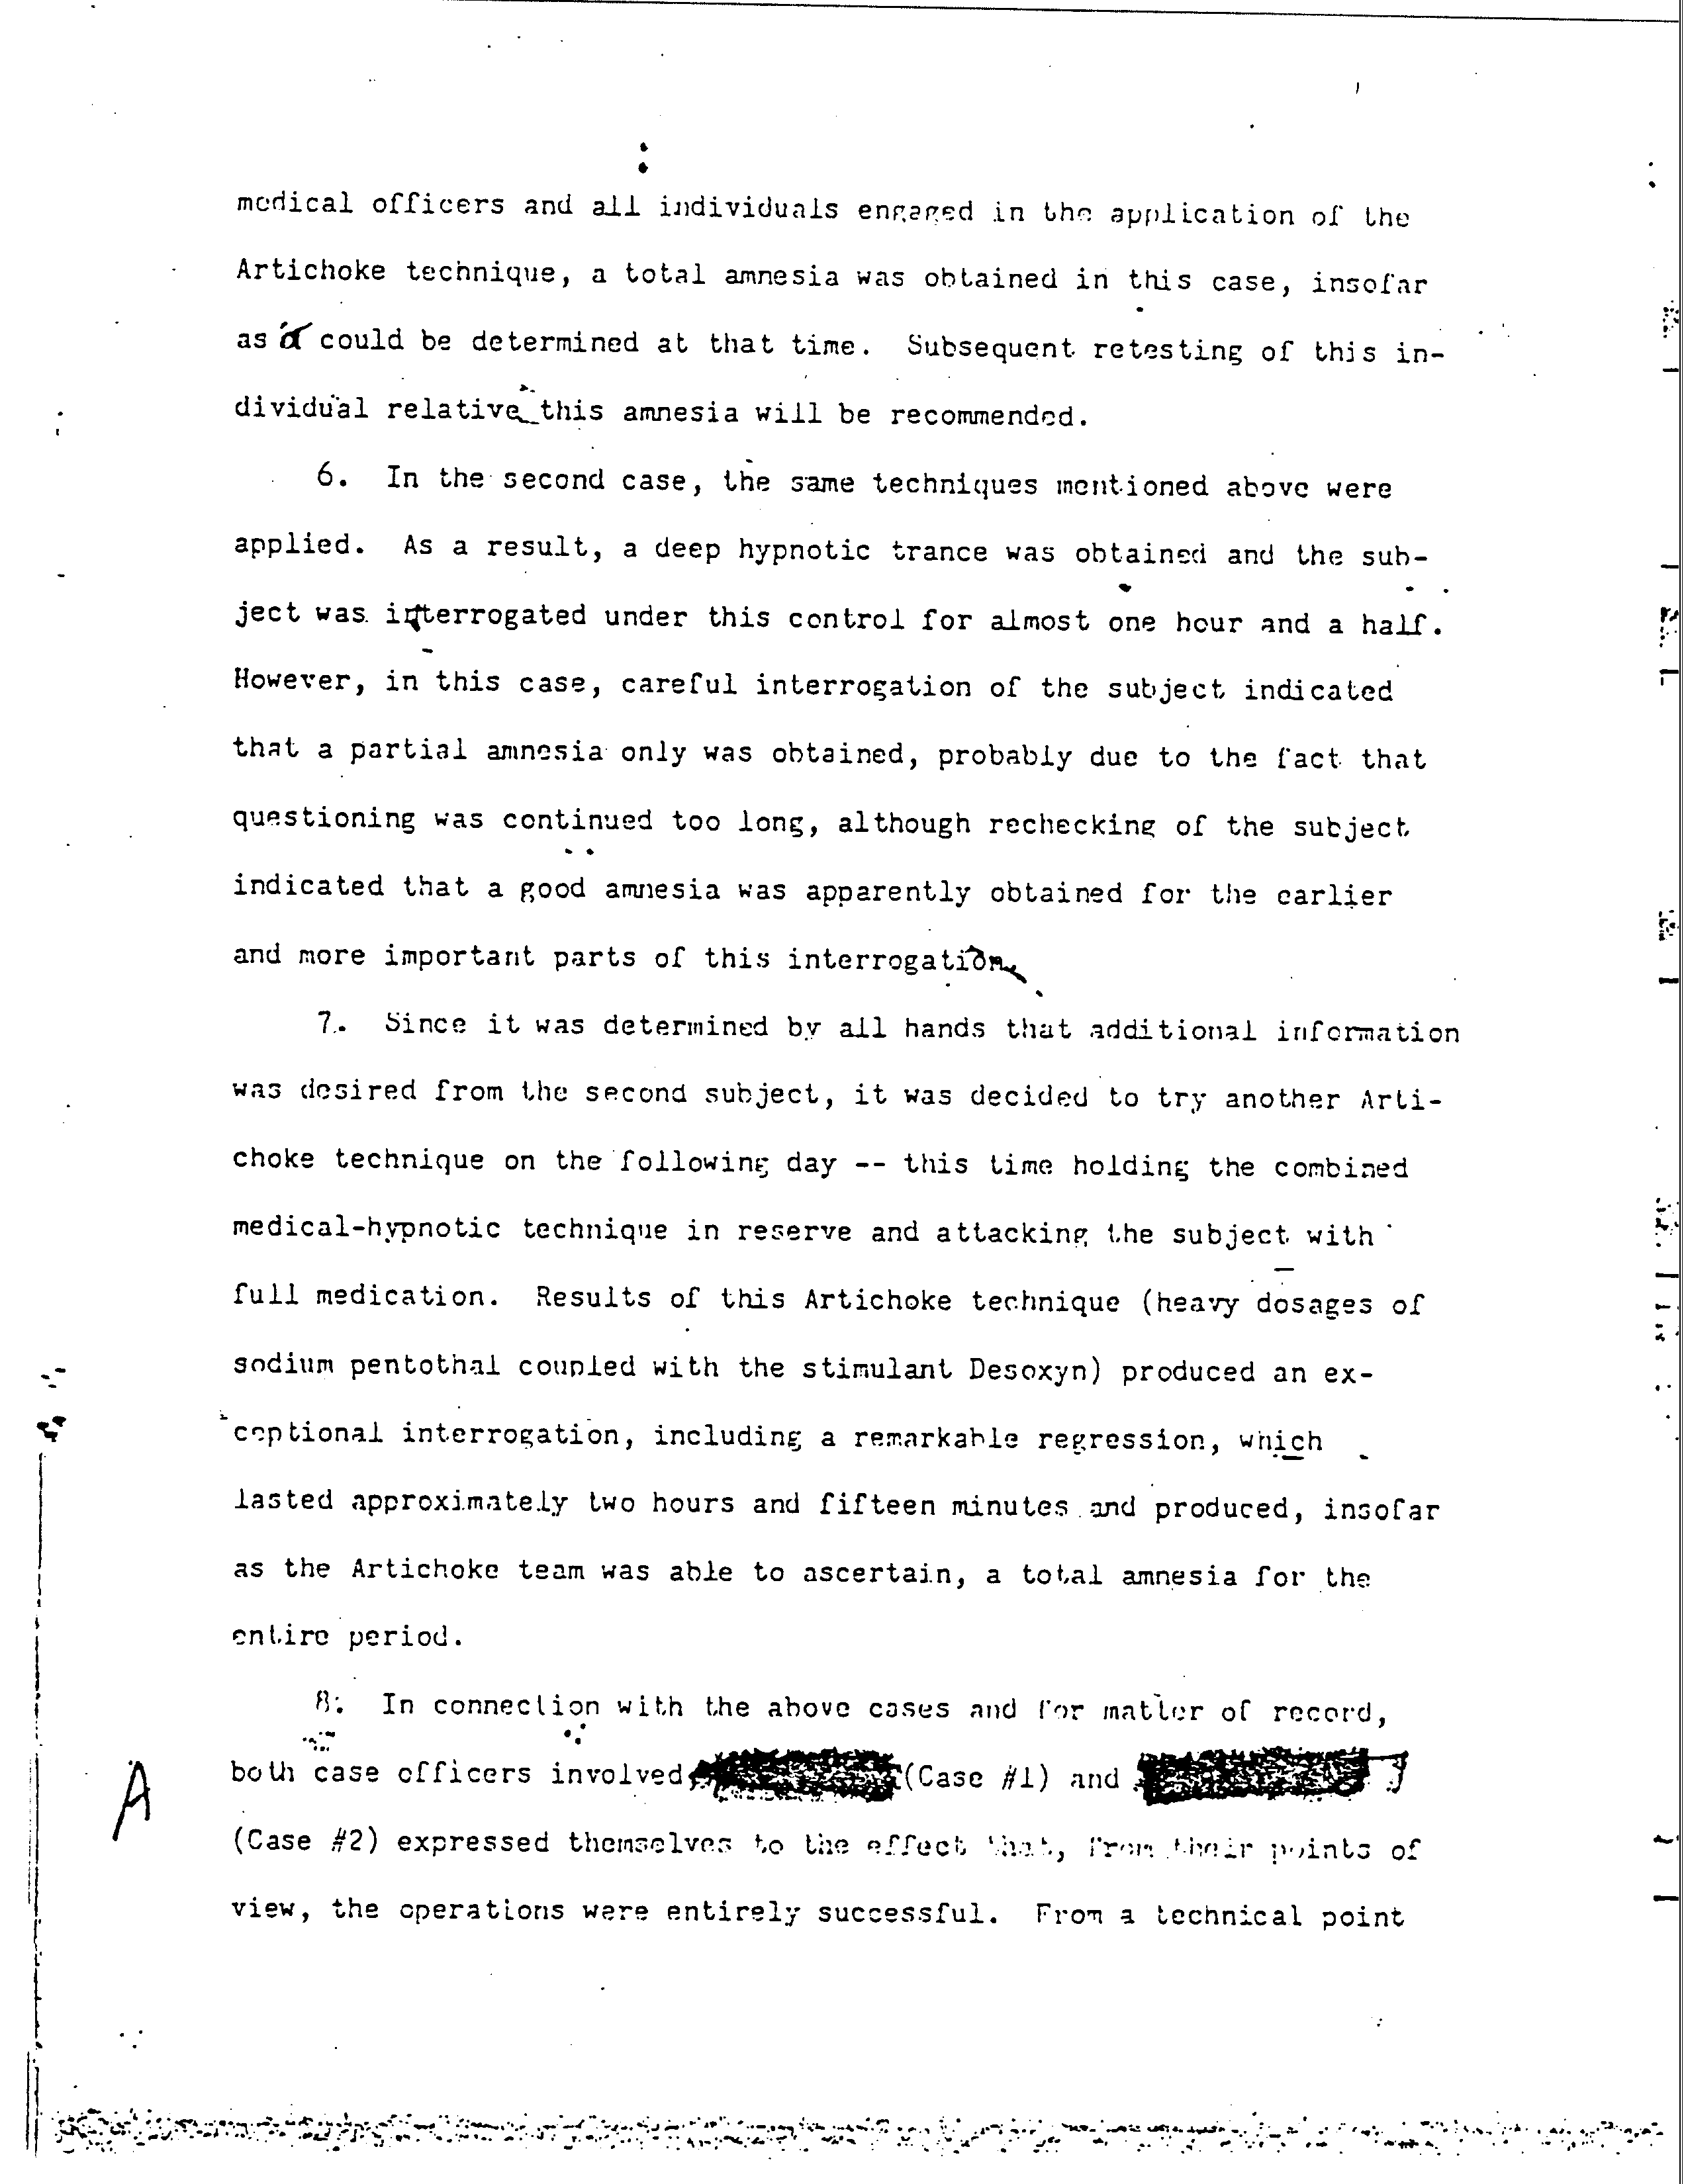 medical officers and all individuals engaged in the application of the
Artichoke technique, a total amnesia was obtained in this case, insofar
as could be determined at that time. Subsequent retesting of this in-
dividual relative this amnesia will be recommended.
6. In the second case, the same techniques mentioned above were
applied. As a result, a deep hypnotic trance was obtained and the sub-
ject was interrogated under this control for almost one hour and a half.
However, in this case, careful interrogation of the subject indicated
that a partial amnesia only was obtained, probably due to the fact that
questioning was continued too long, although rechecking of the subject
indicated that a good amnesia was apparently obtained for the earlier
and more important parts of this interrogation.
7. Since it was determined by all hands that additional information
was desired from the second subject, it was decided to try another Arti-
choke technique on the following day -- this time holding the combined
medical-hypnotic technique in reserve and attacking the subject with
full medication. Results of this Artichoke technique (heavy dosages of
sodium pentothal coupled with the stimulant Desoxyn) produced an ex-
ceptional interrogation, including a remarkable regression, which
lasted approximately two hours and fifteen minutes and produced, insofar
as the Artichoke team was able to ascertain, a total amnesia for the
entire period.
8. In connection with the above cases and for matter of record,
A
both case officers involved, (Case #1) and
(Case #2) expressed themselves to the effect that, from their points of
view, the operations were entirely successful. From a technical point